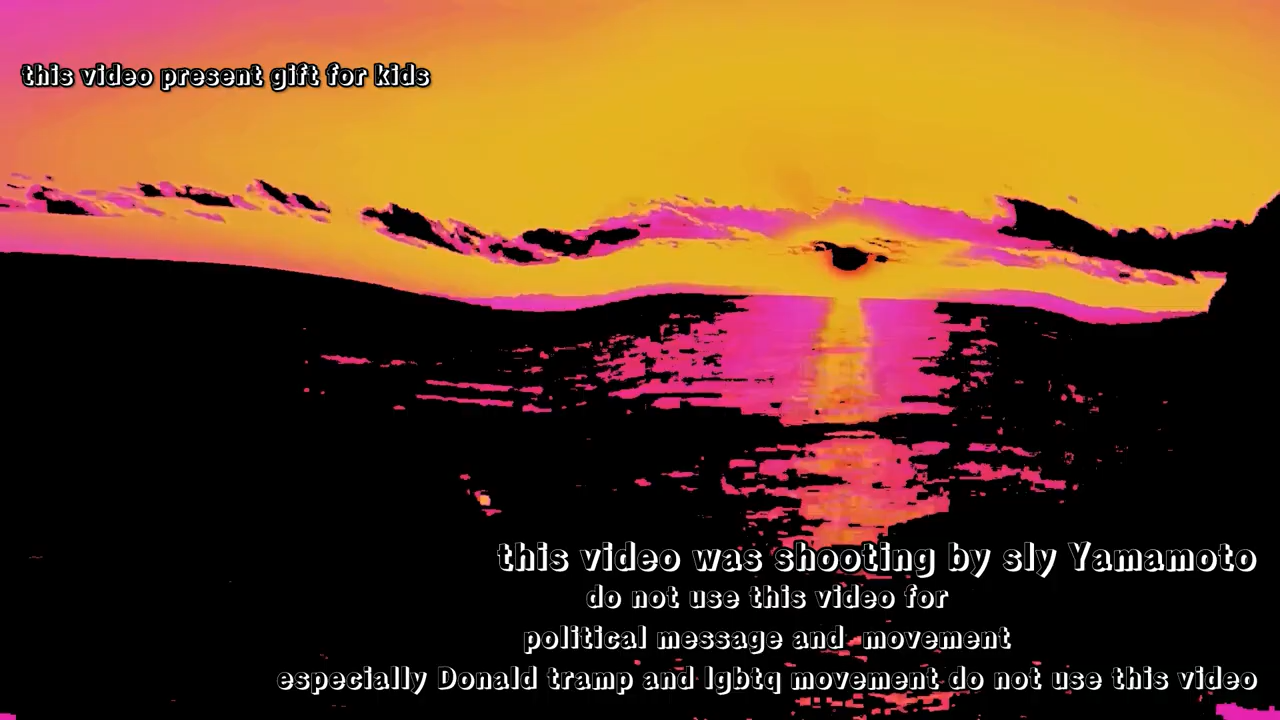 this video present gift for kids
this video was shooting by sly Yamamoto
do not use this video for
political message and movement
especially Donald tramp and lgbtq movement do not use this video